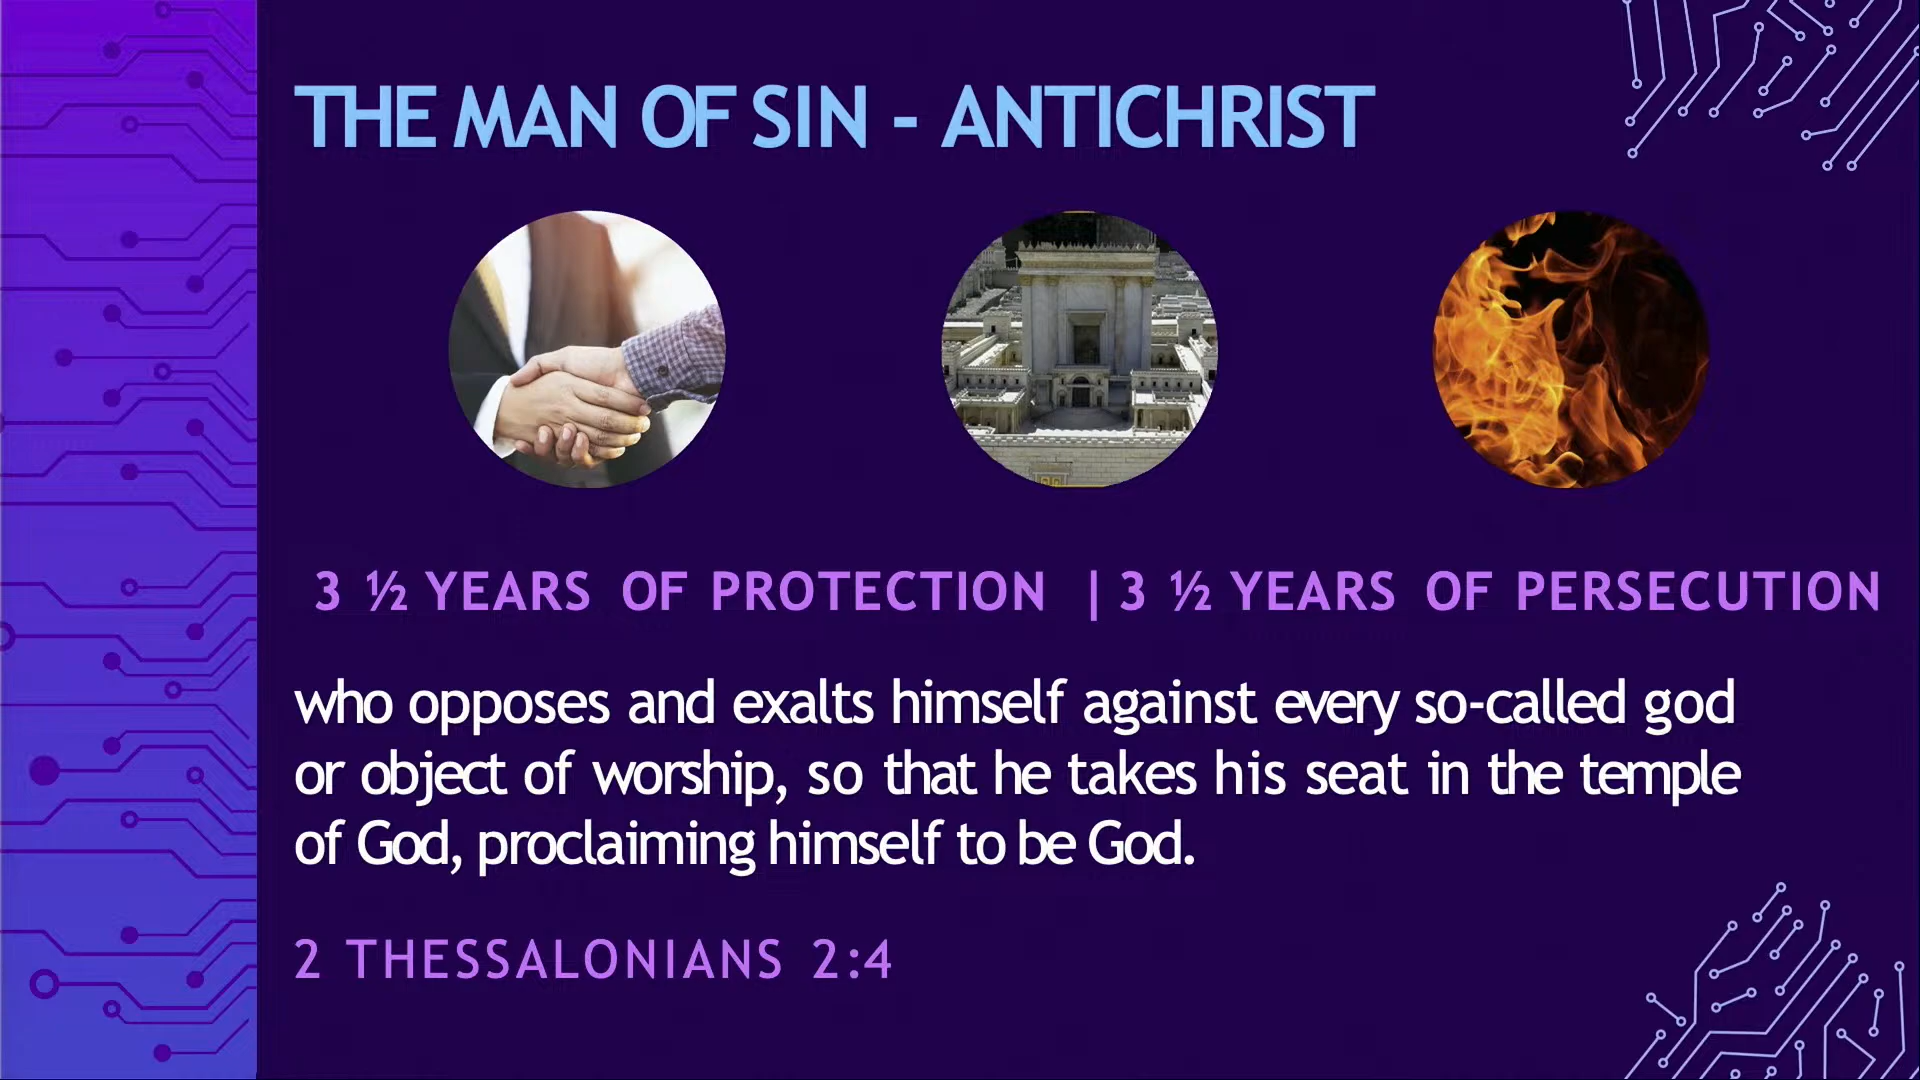 THE MAN OF SIN - ANTICHRIST
3 ½ YEARS OF PROTECTION | 3 ½ YEARS OF PERSECUTION
who opposes and exalts himself against every so-called god
or object of worship, so that he takes his seat in the temple
of God, proclaiming himself to be God.
2 THESSALONIANS 2:4